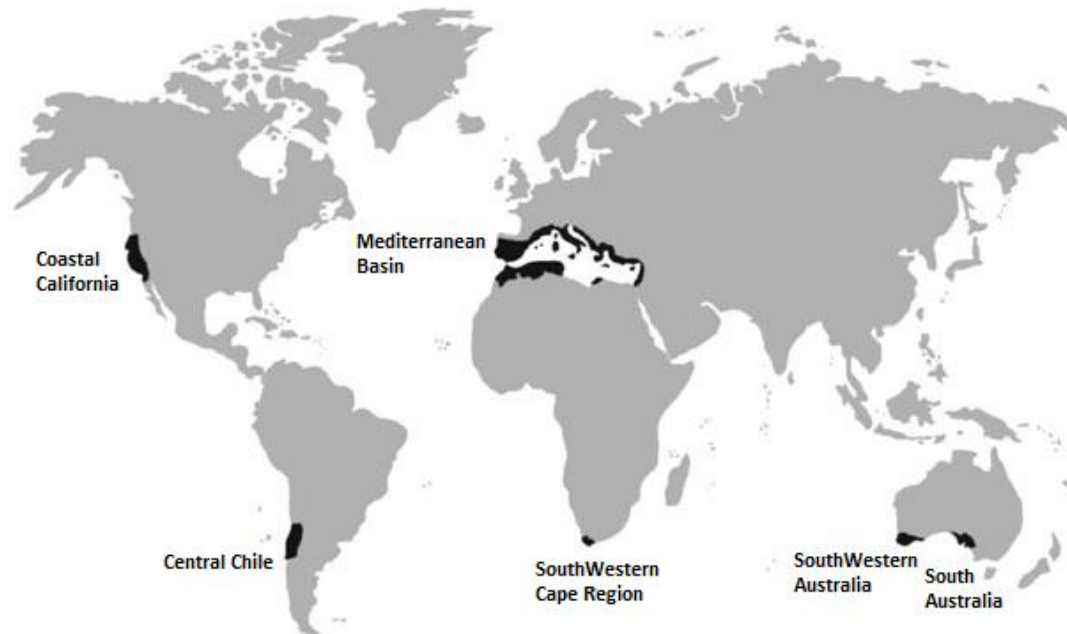 Mediterranean
Basin
Coastal
California
Central Chile
SouthWestern
Cape Region
SouthWestern
Australia
South
Australia